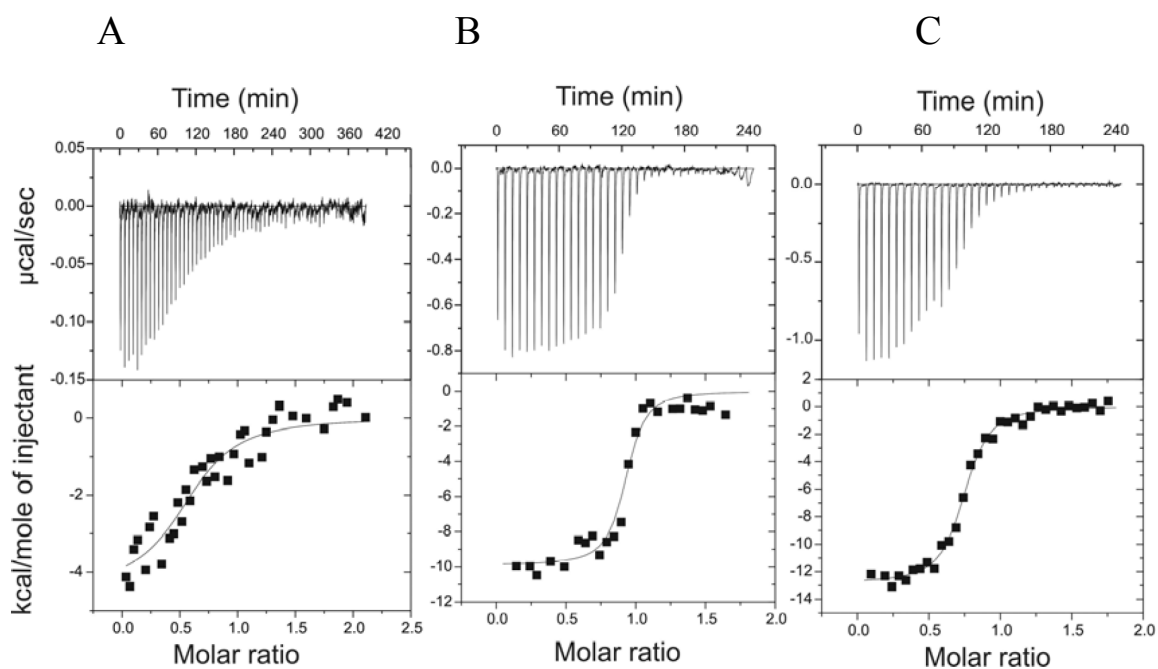 A
B
C
Time (min)
Time (min)
Time (min)
0 60 120 180 240 300 360 420
0 60 120 180 240
0 60 120 180 240
0.05
0.00
-0.05
-0.10
-0.15
µcal/sec
0.0
-0.2
-0.4
-0.6
-0.8
0.0
-0.5
-1.0
0
-2
-4
kcal/mole of injectant
0
-2
-4
-6
-8
-10
-12
2
0
-2
-4
-6
-8
-10
-12
-14
0.0 0.5 1.0 1.5 2.0 2.5
0.0 0.5 1.0 1.5 2.0
0.0 0.5 1.0 1.5 2.0
Molar ratio
Molar ratio
Molar ratio